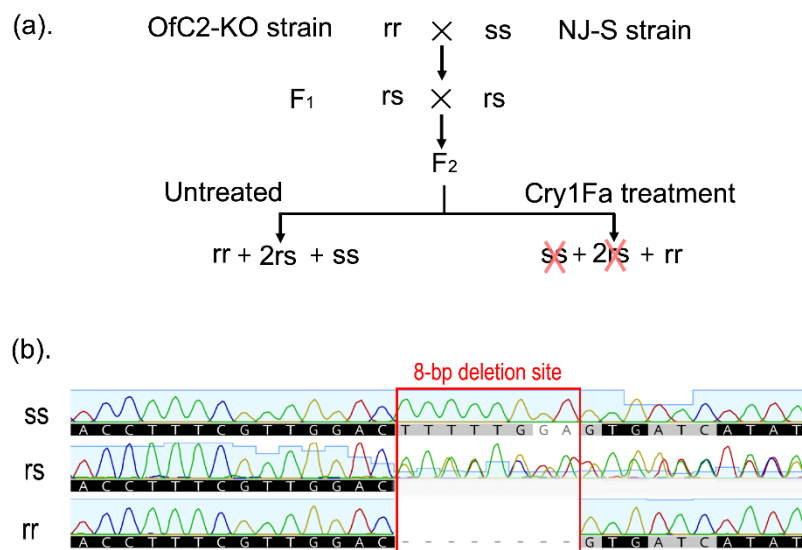 (a).
OfC2-KO strain rr × ss NJ-S strain
F1 rs × rs
F2
Untreated Cry1Fa treatment
rr + 2rs + ss ss + 2rs + rr
(b).
8-bp deletion site
ss
A C C T T T C G T T G G A C T T T T T G G A G T G A T C A T A T
rs
A C C T T T C G T T G G A C
rr
A C C T T T C G T T G G A C - - - - - - - - G T G A T C A T A T